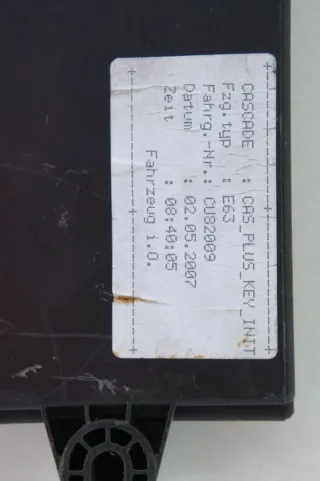 +--------------------------------+
CASCADE : CAS_PLUS_KEY_INIT
Fzg.typ : E63
Fahrg.-Nr.: CU82009
Datum : 02.05.2007
Zeit : 08:40:05
Fahrzeug i.O.
+--------------------------------+